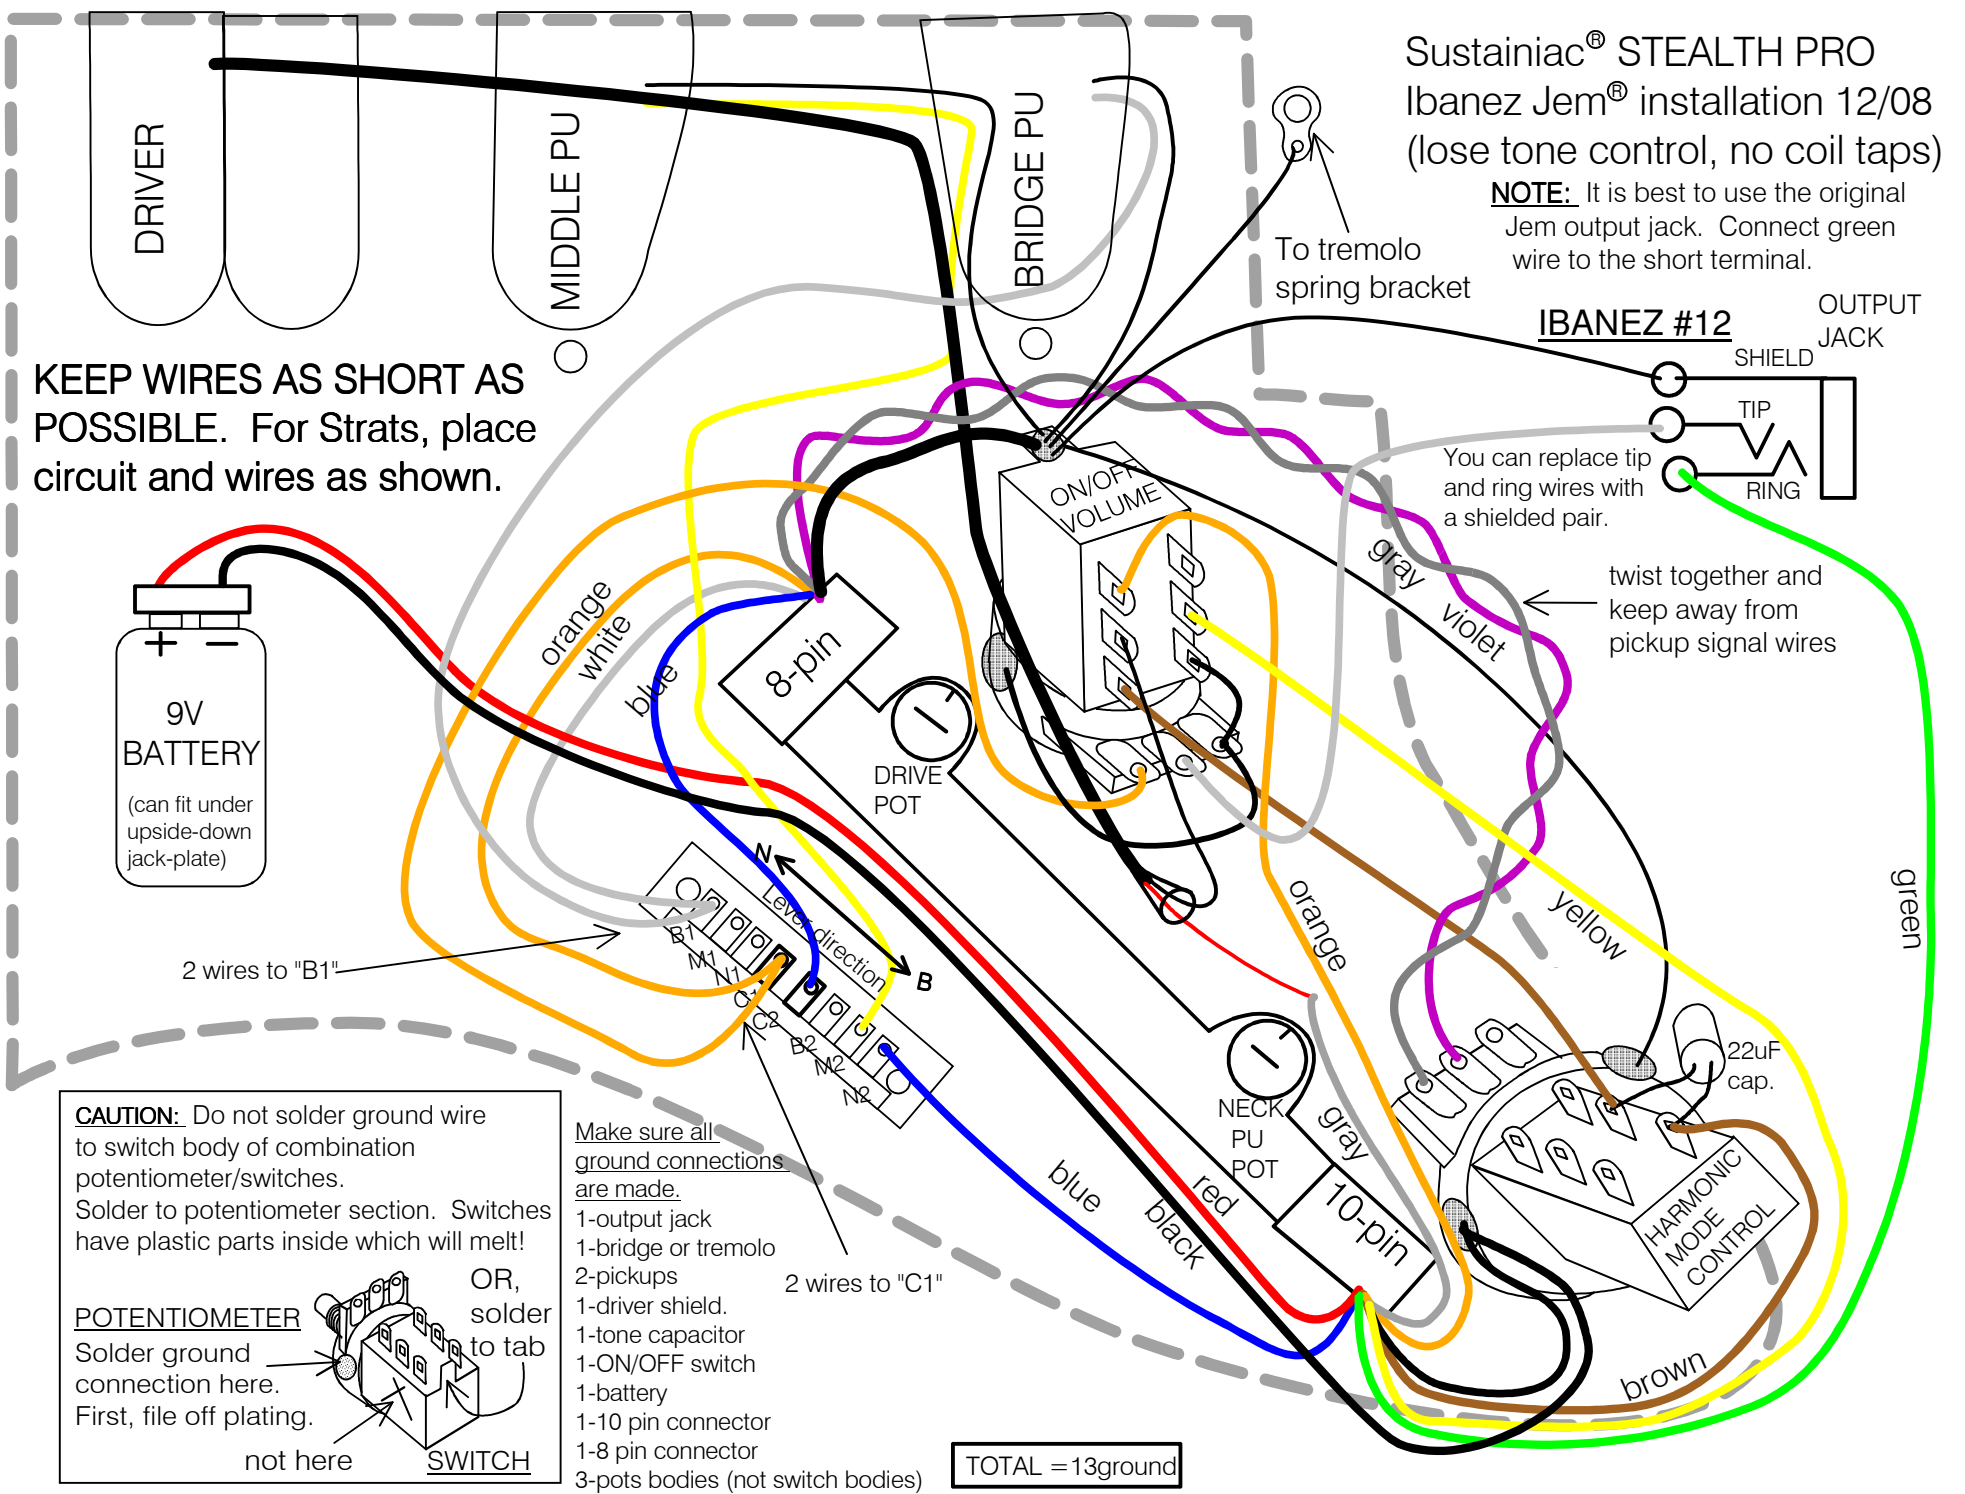 Sustainiac® STEALTH PRO
Ibanez Jem® installation 12/08
(lose tone control, no coil taps)
NOTE: It is best to use the original
Jem output jack. Connect green
wire to the short terminal.
DRIVER
MIDDLE PU
BRIDGE PU
To tremolo
spring bracket
IBANEZ #12
OUTPUT
JACK
SHIELD
TIP
RING
You can replace tip
and ring wires with
a shielded pair.
KEEP WIRES AS SHORT AS
POSSIBLE. For Strats, place
circuit and wires as shown.
ON/OFF
VOLUME
gray
violet
twist together and
keep away from
pickup signal wires
orange
white
blue
8-pin
+ −
9V
BATTERY
(can fit under
upside-down
jack-plate)
DRIVE
POT
N
Lever direction
B
B1
M1
N1
C1
C2
B2
M2
N2
2 wires to "B1"
orange
yellow
green
22uF
cap.
NECK
PU
POT
gray
10-pin
HARMONIC
MODE
CONTROL
blue
red
black
brown
2 wires to "C1"
CAUTION: Do not solder ground wire
to switch body of combination
potentiometer/switches.
Solder to potentiometer section. Switches
have plastic parts inside which will melt!
OR,
solder
to tab
POTENTIOMETER
Solder ground
connection here.
First, file off plating.
not here
SWITCH
Make sure all
ground connections
are made.
1-output jack
1-bridge or tremolo
2-pickups
1-driver shield.
1-tone capacitor
1-ON/OFF switch
1-battery
1-10 pin connector
1-8 pin connector
3-pots bodies (not switch bodies)
TOTAL =13ground